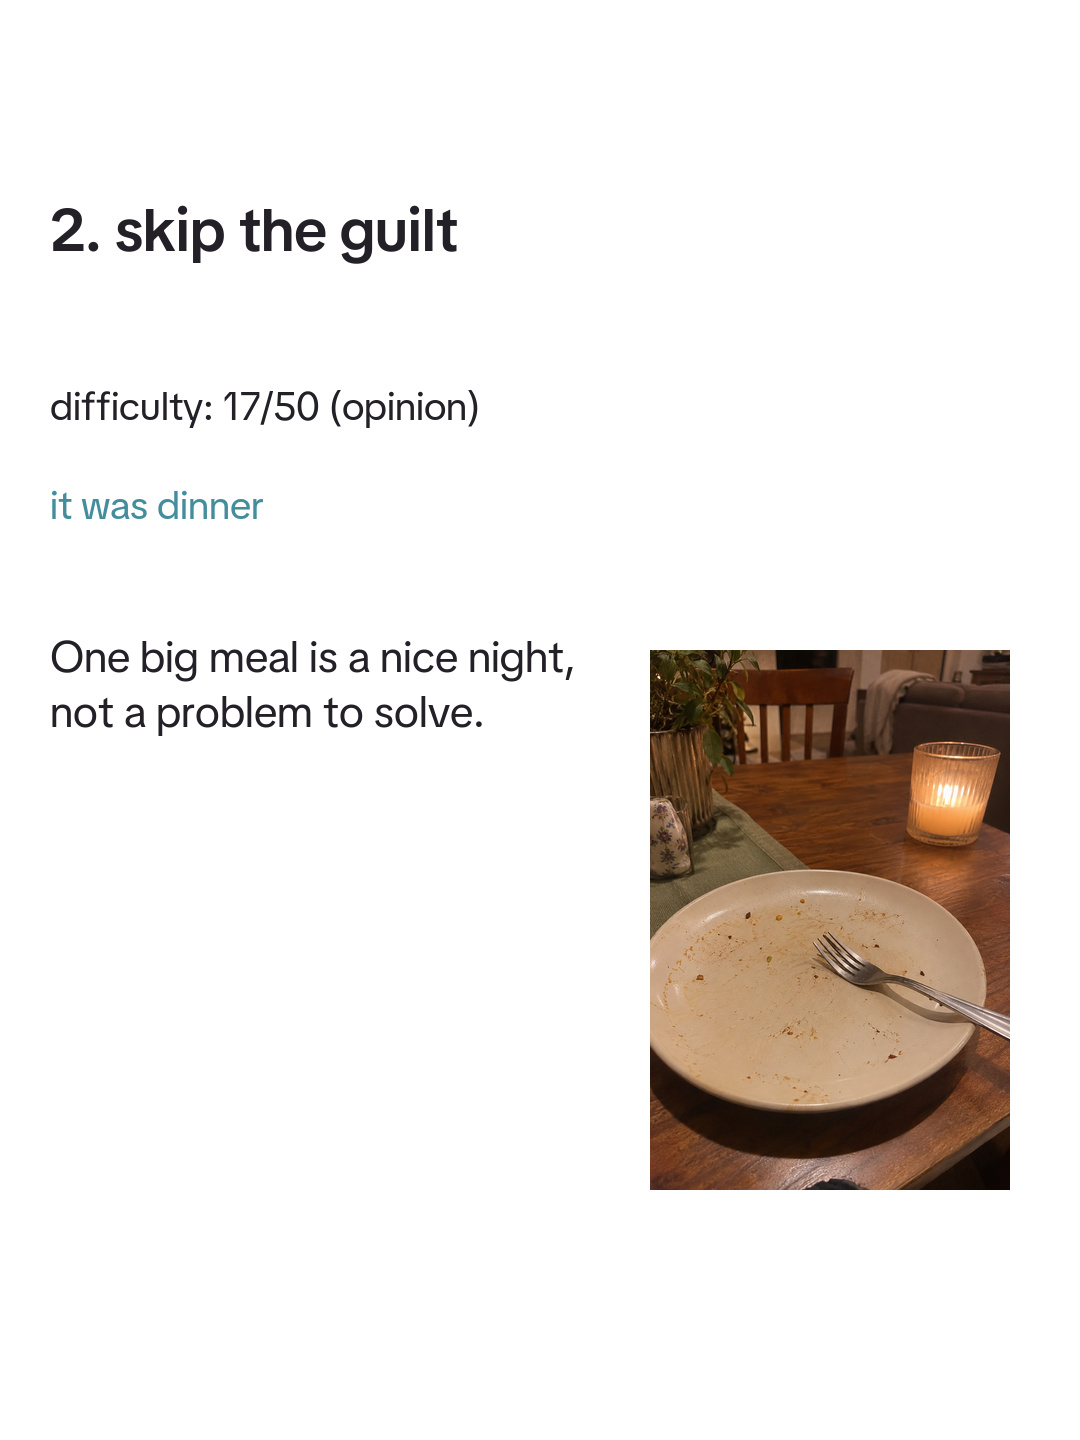 2. skip the guilt
difficulty: 17/50 (opinion)
it was dinner
One big meal is a nice night,
not a problem to solve.